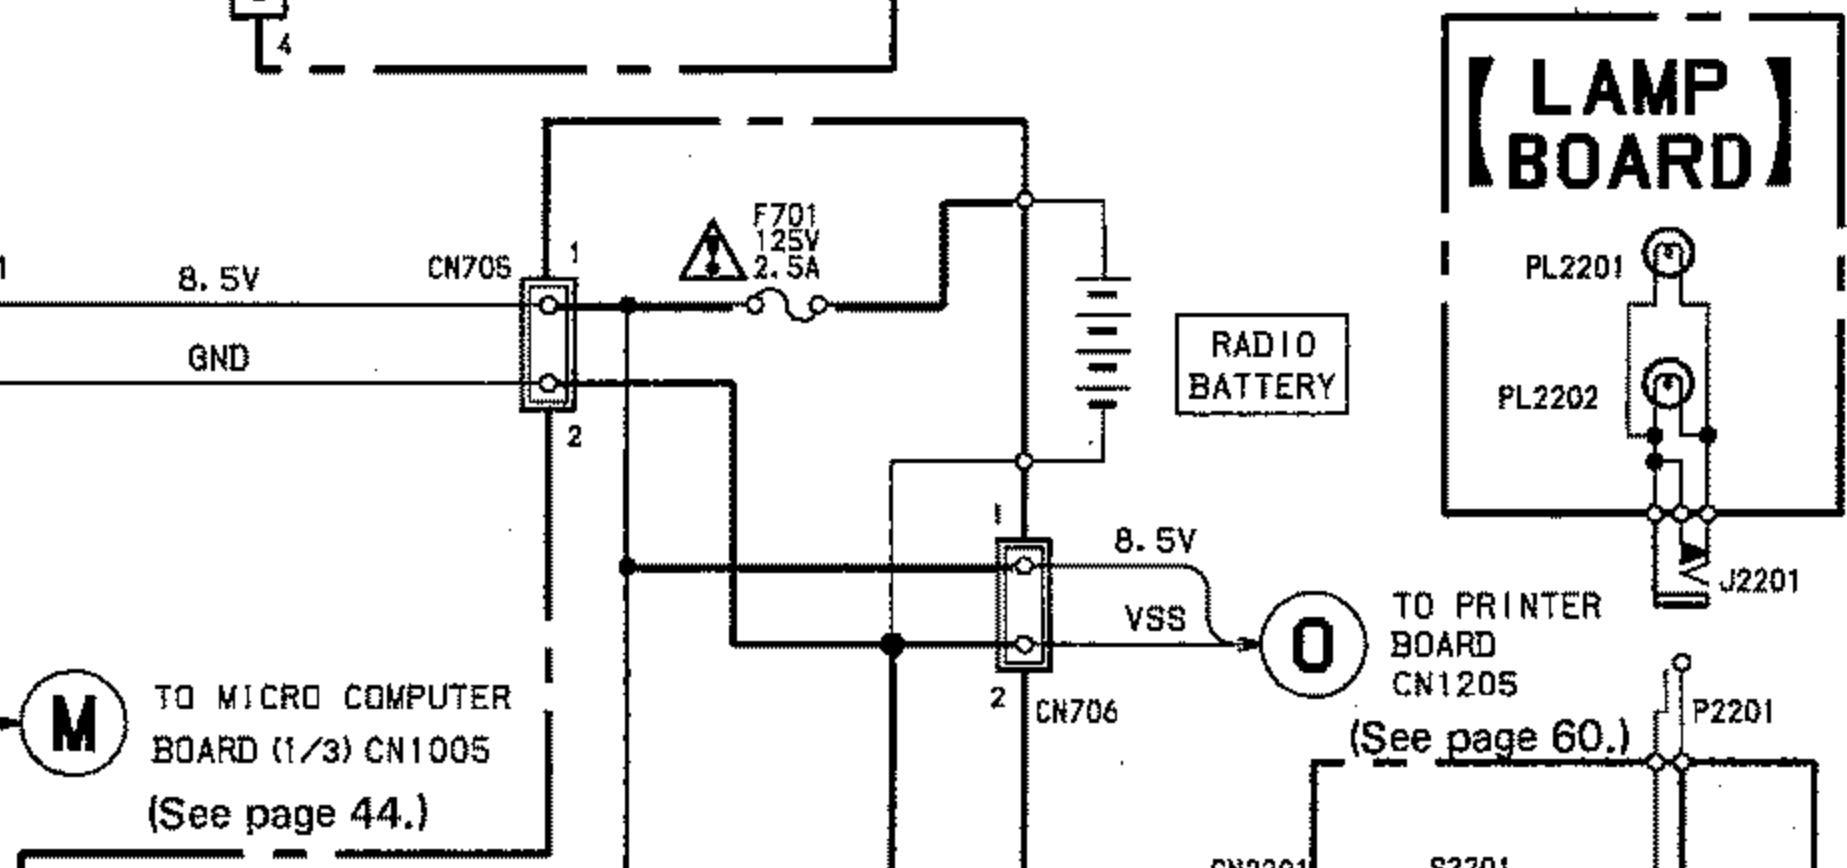 4
【LAMP
BOARD】
F701
125V
2.5A
CN705
1
8.5V
PL2201
GND
RADIO
BATTERY
PL2202
2
1
8.5V
J2201
VSS
O
TO PRINTER
BOARD
CN1205
M
TO MICRO COMPUTER
BOARD (1/3) CN1005
2
CN706
P2201
(See page 60.)
(See page 44.)